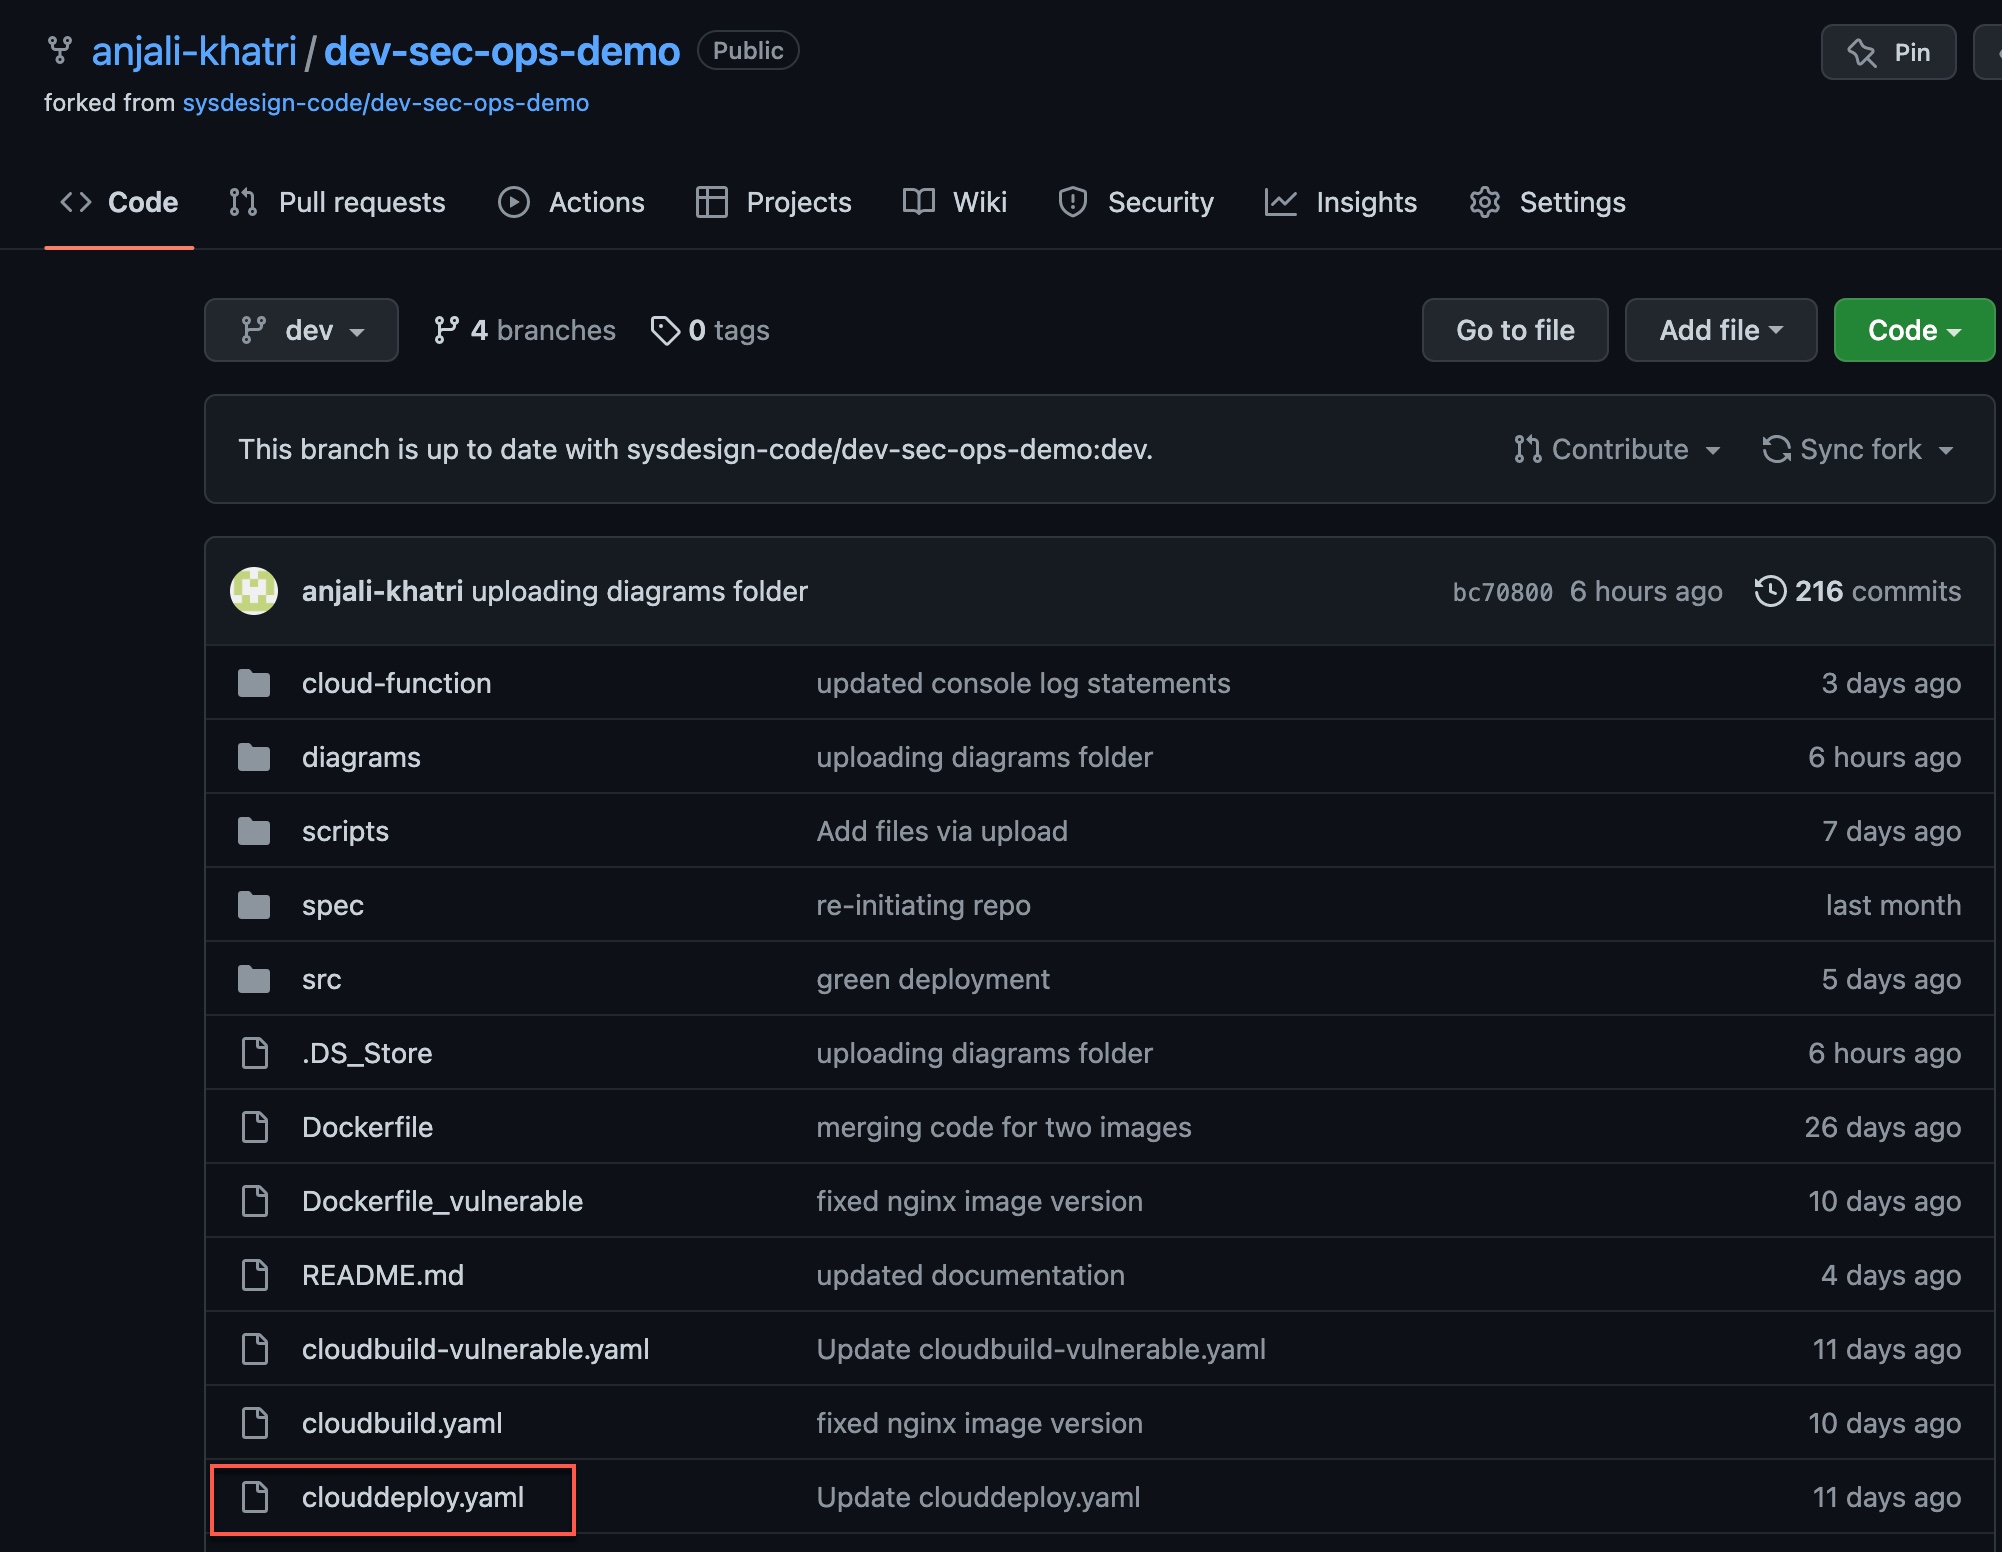 anjali-khatri / dev-sec-ops-demo Public Pin
forked from sysdesign-code/dev-sec-ops-demo
Code Pull requests Actions Projects Wiki Security Insights Settings
dev 4 branches 0 tags Go to file Add file Code
This branch is up to date with sysdesign-code/dev-sec-ops-demo:dev. Contribute Sync fork
anjali-khatri uploading diagrams folder bc70800 6 hours ago 216 commits
cloud-function updated console log statements 3 days ago
diagrams uploading diagrams folder 6 hours ago
scripts Add files via upload 7 days ago
spec re-initiating repo last month
src green deployment 5 days ago
.DS_Store uploading diagrams folder 6 hours ago
Dockerfile merging code for two images 26 days ago
Dockerfile_vulnerable fixed nginx image version 10 days ago
README.md updated documentation 4 days ago
cloudbuild-vulnerable.yaml Update cloudbuild-vulnerable.yaml 11 days ago
cloudbuild.yaml fixed nginx image version 10 days ago
clouddeploy.yaml Update clouddeploy.yaml 11 days ago